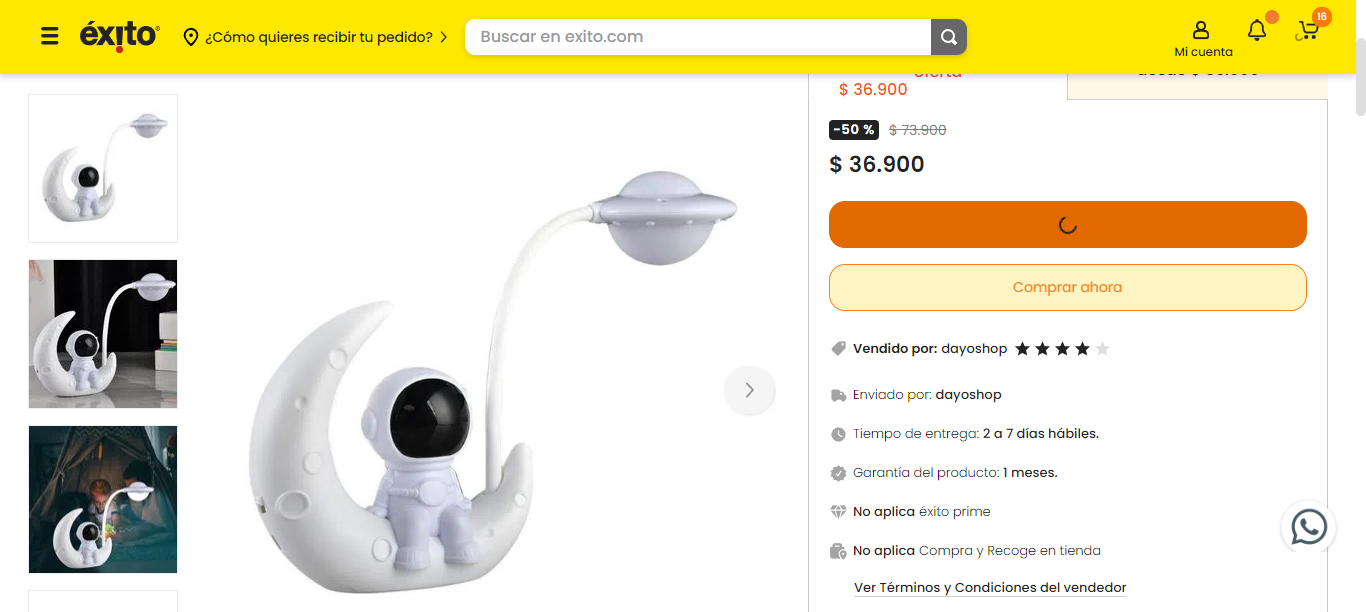 éxito
¿Cómo quieres recibir tu pedido?
Buscar en exito.com
Mi cuenta
16
oferta
$ 36.900
-50 %
$ 73.900
$ 36.900
Comprar ahora
Vendido por: dayoshop
Enviado por: dayoshop
Tiempo de entrega: 2 a 7 días hábiles.
Garantía del producto: 1 meses.
No aplica éxito prime
No aplica Compra y Recoge en tienda
Ver Términos y Condiciones del vendedor